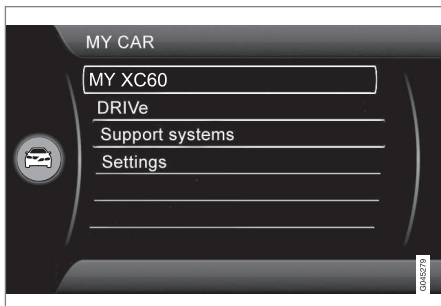 MY CAR
MY XC60
DRIVe
Support systems
Settings
G045279